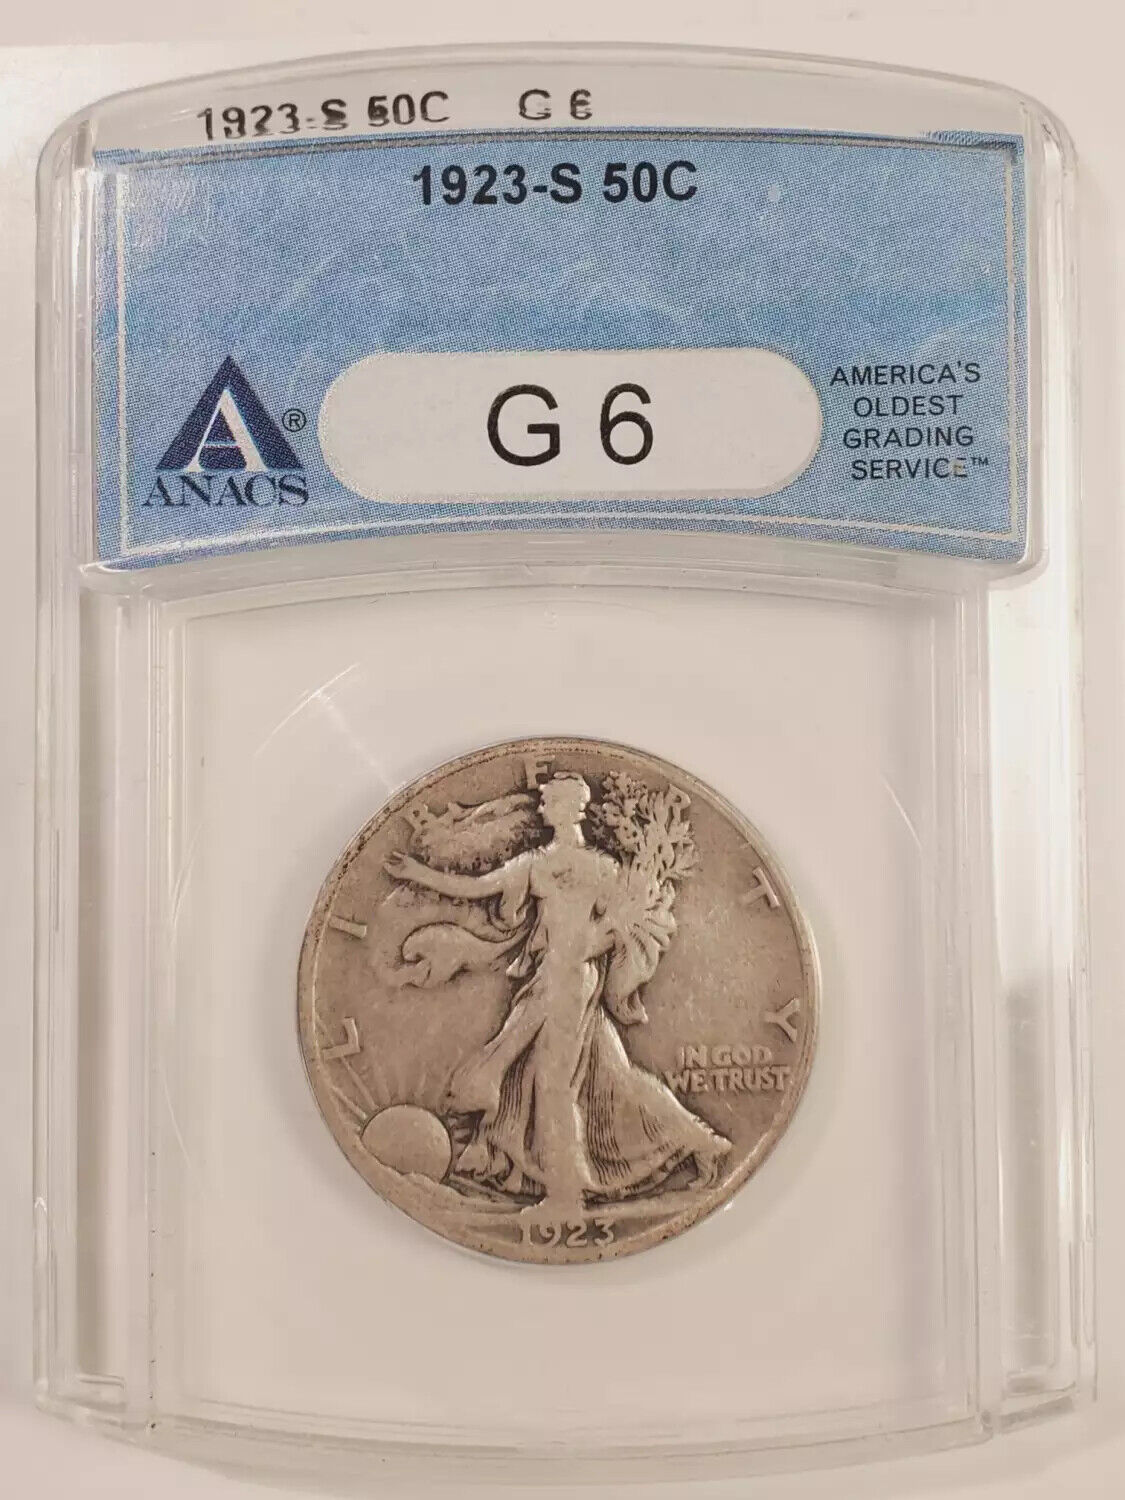 1923-S 50C G 6
1923-S 50C
A ®
ANACS
G 6
AMERICA'S
OLDEST
GRADING
SERVICE™
LIBERTY
IN GOD
WE TRUST
1923